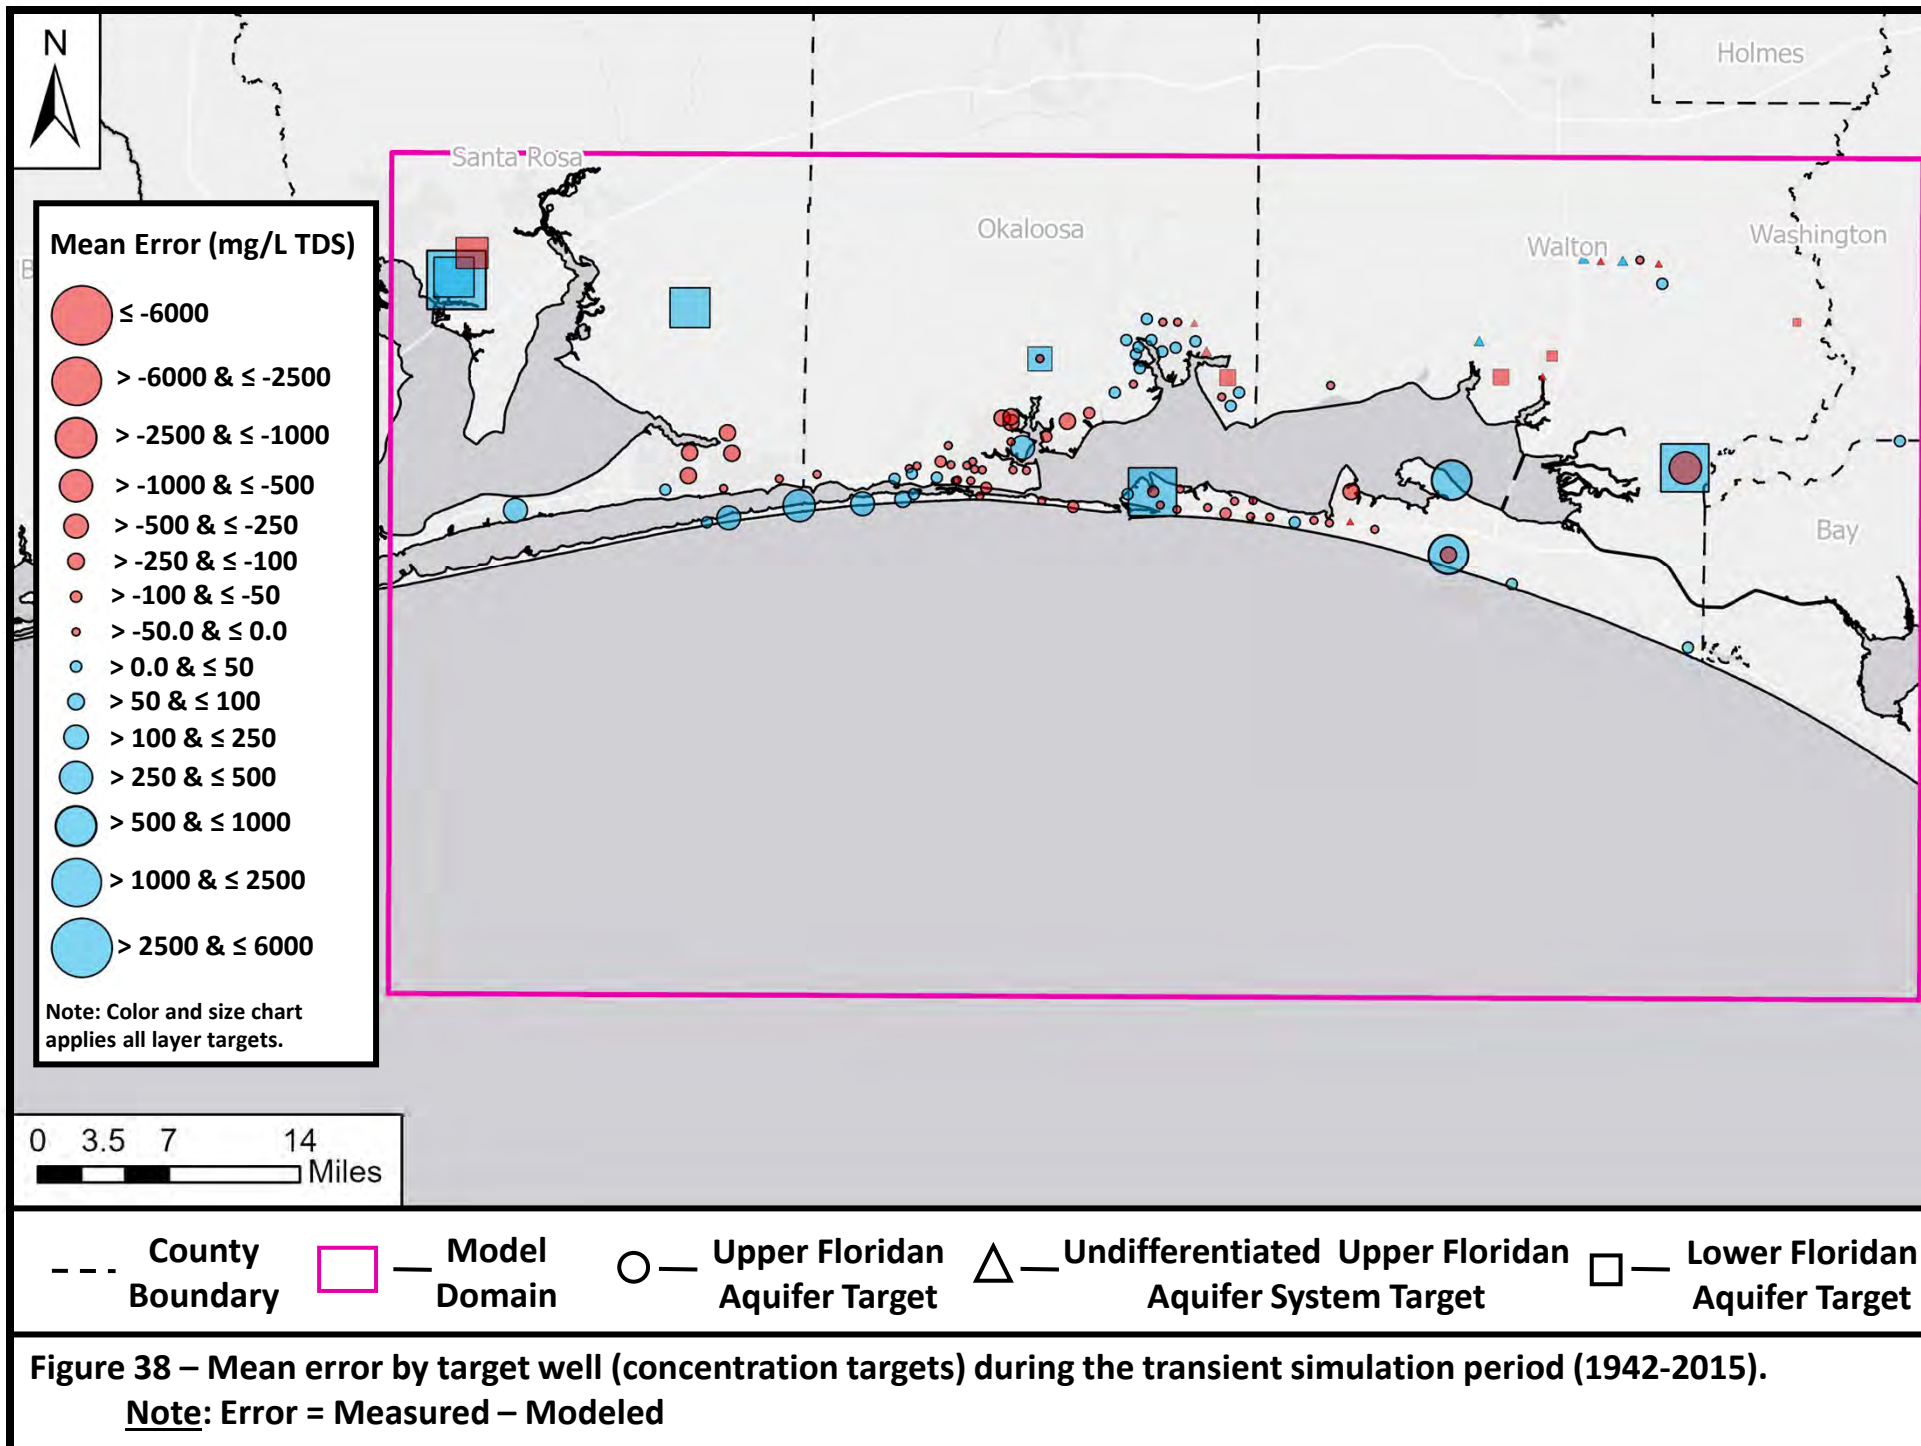 N
Holmes
Santa Rosa
Okaloosa
Walton
Washington
B
Bay
Mean Error (mg/L TDS)
≤ -6000
> -6000 & ≤ -2500
> -2500 & ≤ -1000
> -1000 & ≤ -500
> -500 & ≤ -250
> -250 & ≤ -100
> -100 & ≤ -50
> -50.0 & ≤ 0.0
> 0.0 & ≤ 50
> 50 & ≤ 100
> 100 & ≤ 250
> 250 & ≤ 500
> 500 & ≤ 1000
> 1000 & ≤ 2500
> 2500 & ≤ 6000
Note: Color and size chart
applies all layer targets.
0 3.5 7 14
Miles
County
Boundary
Model
Domain
Upper Floridan
Aquifer Target
Undifferentiated Upper Floridan
Aquifer System Target
Lower Floridan
Aquifer Target
Figure 38 – Mean error by target well (concentration targets) during the transient simulation period (1942-2015).
Note: Error = Measured – Modeled